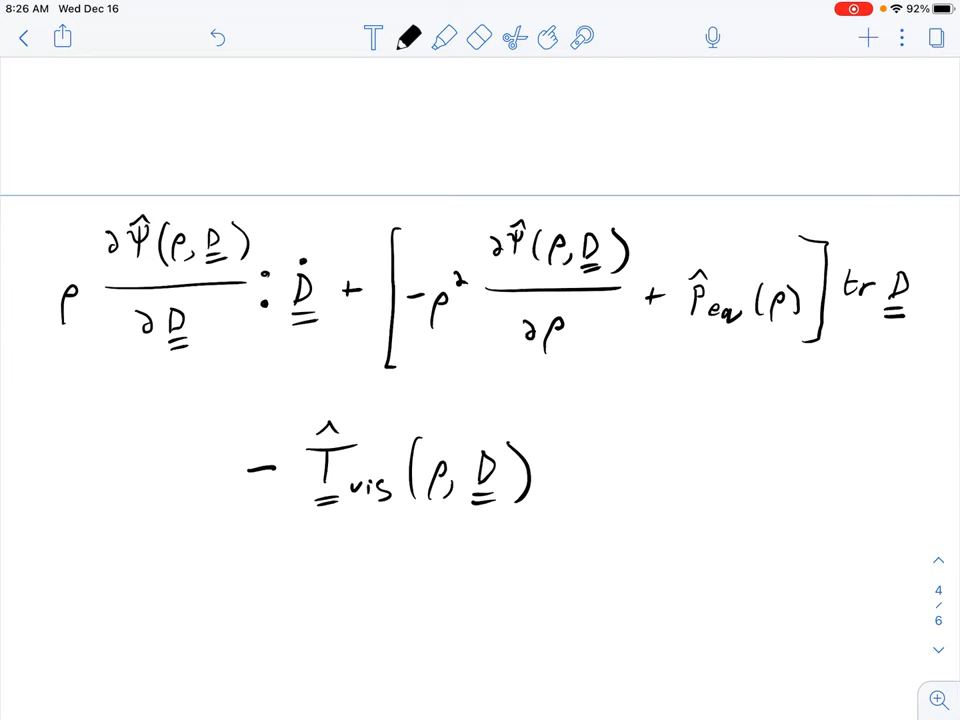 8:26 AM Wed Dec 16 92%
T
ρ ∂Ψ̂(ρ, D̲̲)/∂D̲̲ : Ḋ̲̲ + [-ρ² ∂Ψ̂(ρ, D̲̲)/∂ρ + P̂eq(ρ)] tr D̲̲
- T̲̲̂vis(ρ, D̲̲)
4
/
6